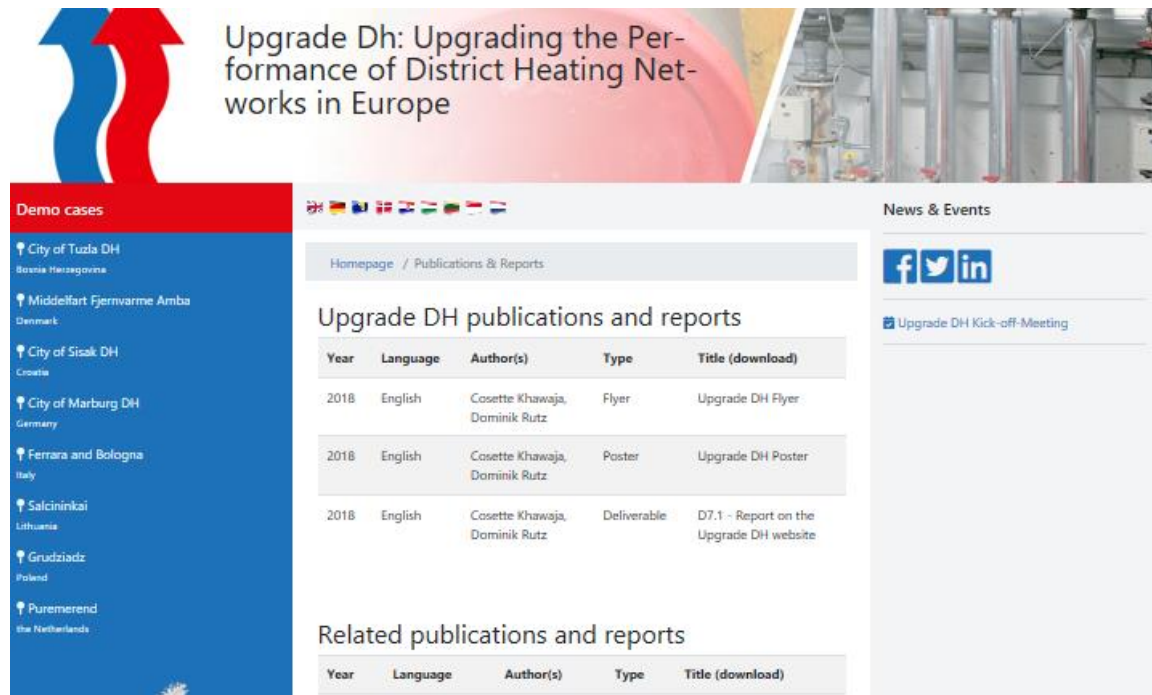 Upgrade Dh: Upgrading the Per-
formance of District Heating Net-
works in Europe
Demo cases
City of Tuzla DH
Bosnia Herzegovina
Middelfart Fjernvarme Amba
Denmark
City of Sisak DH
Croatia
City of Marburg DH
Germany
Ferrara and Bologna
Italy
Salcininkai
Lithuania
Grudziadz
Poland
Puremerend
the Netherlands
Homepage / Publications & Reports
Upgrade DH publications and reports
Year Language Author(s) Type Title (download)
2018 English Cosette Khawaja, Flyer Upgrade DH Flyer
Dominik Rutz
2018 English Cosette Khawaja, Poster Upgrade DH Poster
Dominik Rutz
2018 English Cosette Khawaja, Deliverable D7.1 - Report on the
Dominik Rutz Upgrade DH website
Related publications and reports
Year Language Author(s) Type Title (download)
News & Events
f in
Upgrade DH Kick-off-Meeting